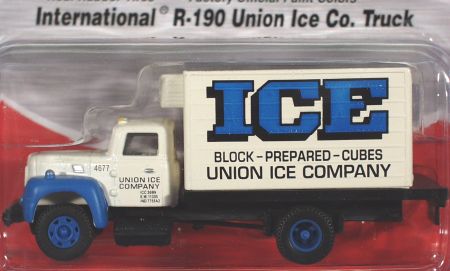 International® R-190 Union Ice Co. Truck
ICE
BLOCK – PREPARED – CUBES
UNION ICE COMPANY
4677
UNION ICE
COMPANY